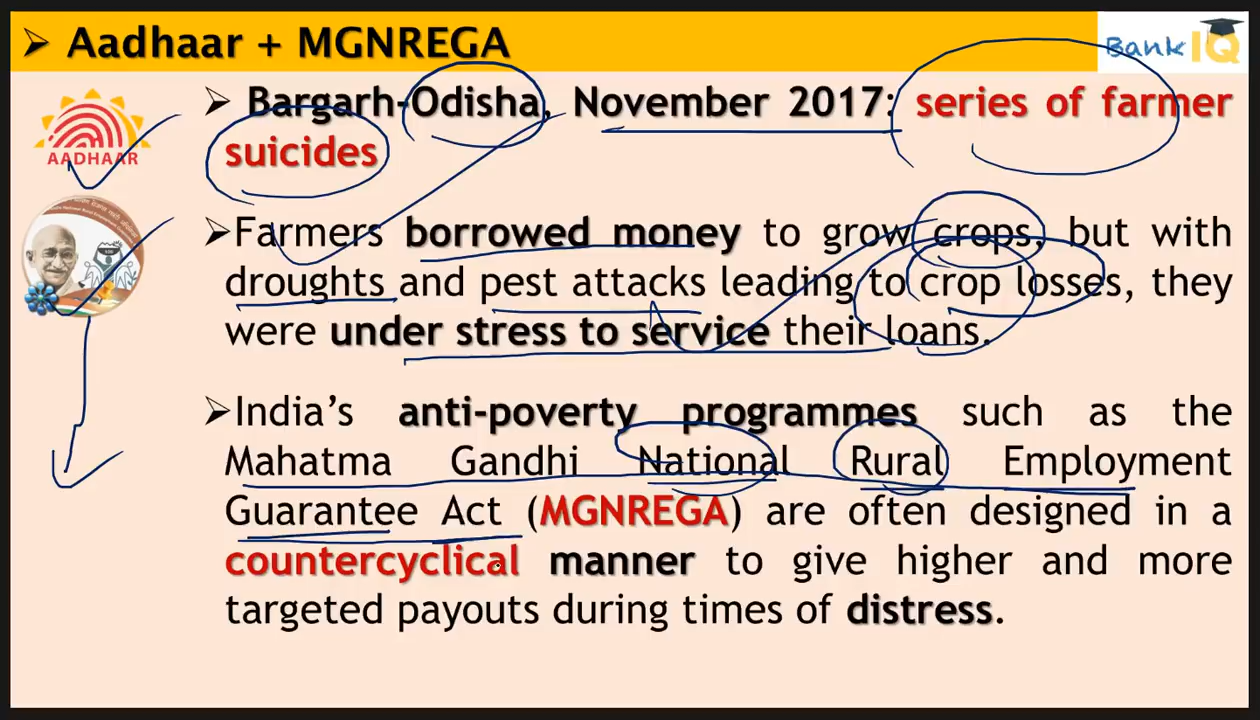 ➢ Aadhaar + MGNREGA
Bank IQ
AADHAAR
➢ Bargarh-Odisha, November 2017: series of farmer
suicides
➢Farmers borrowed money to grow crops, but with
droughts and pest attacks leading to crop losses, they
were under stress to service their loans.
➢India's anti-poverty programmes such as the
Mahatma Gandhi National Rural Employment
Guarantee Act (MGNREGA) are often designed in a
countercyclical manner to give higher and more
targeted payouts during times of distress.